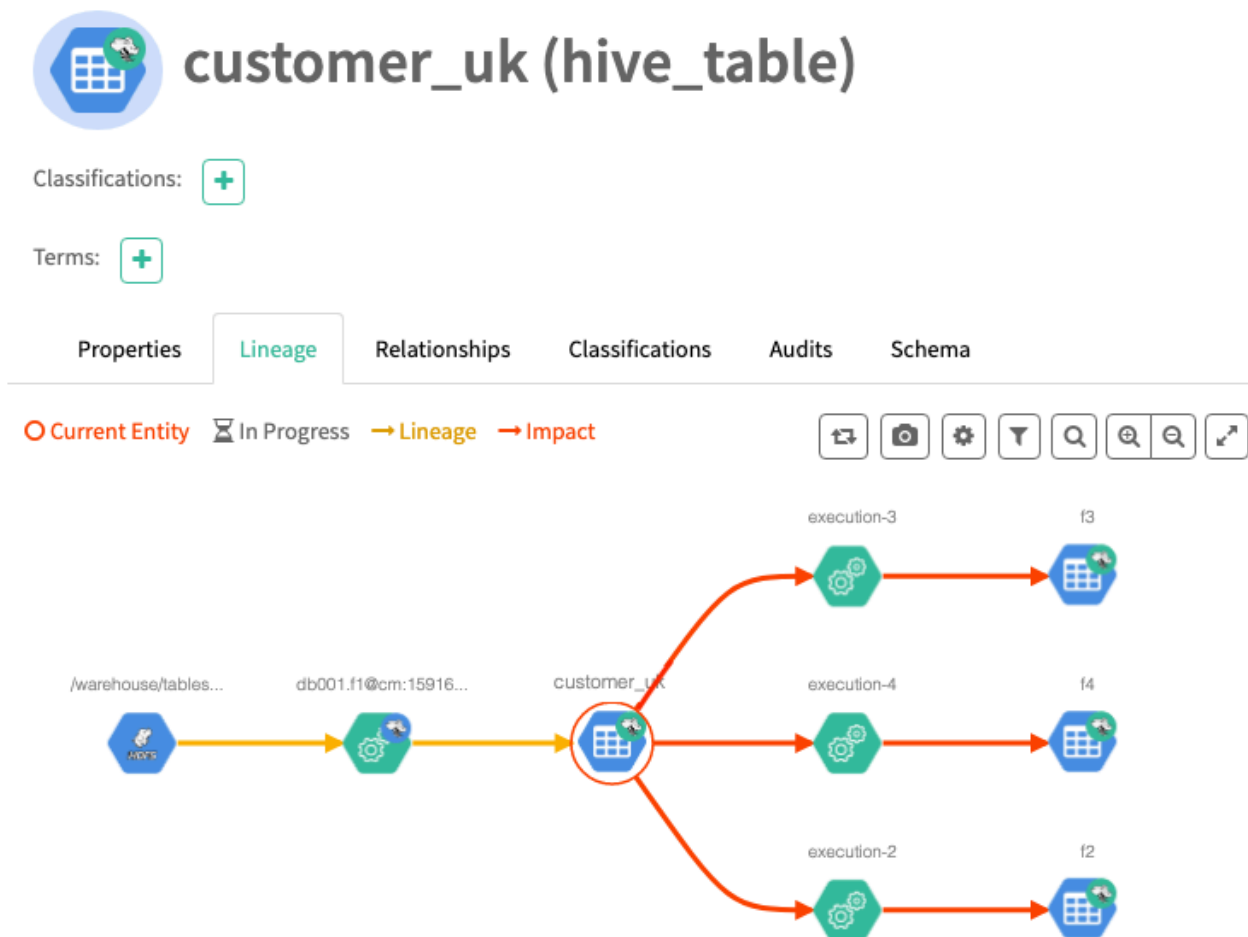 customer_uk (hive_table)
Classifications:
Terms:
Properties Lineage Relationships Classifications Audits Schema
Current Entity In Progress Lineage Impact
execution-3 f3
/warehouse/tables... db001.f1@cm:15916... customer_uk execution-4 f4
HDFS
execution-2 f2